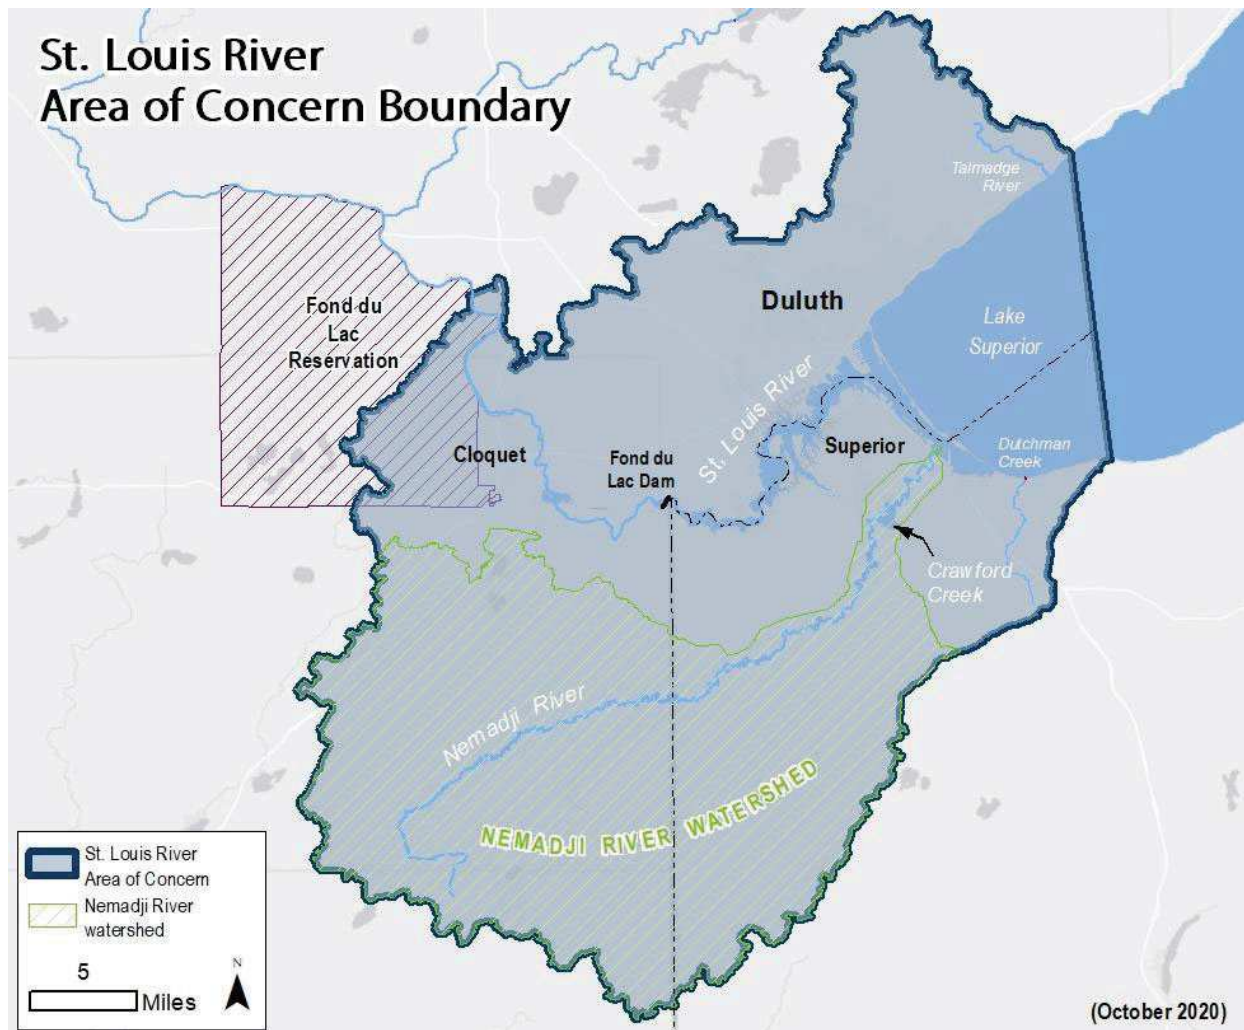 St. Louis River
Area of Concern Boundary
Talmadge
River
Fond du
Lac
Reservation
Duluth
Lake
Superior
St. Louis River
Cloquet
Fond du
Lac Dam
Superior
Dutchman
Creek
Crawford
Creek
Nemadji River
NEMADJI RIVER WATERSHED
St. Louis River
Area of Concern
Nemadji River
watershed
5
Miles
N
(October 2020)